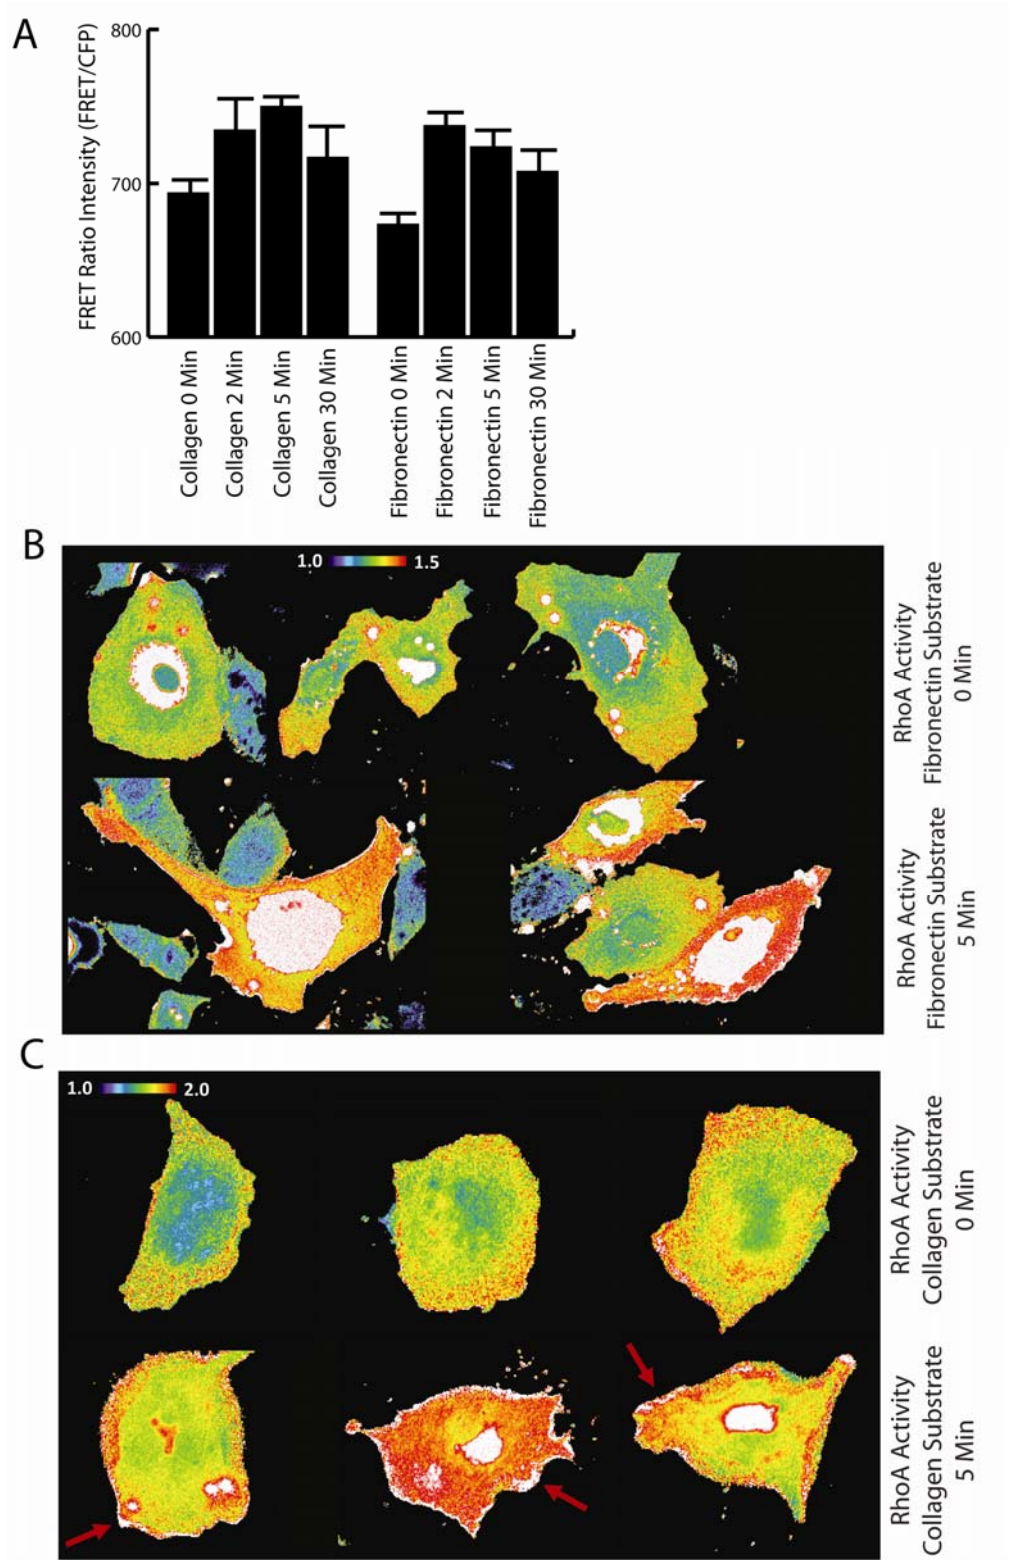 A
800
700
600
FRET Ratio Intensity (FRET/CFP)
Collagen 0 Min
Collagen 2 Min
Collagen 5 Min
Collagen 30 Min
Fibronectin 0 Min
Fibronectin 2 Min
Fibronectin 5 Min
Fibronectin 30 Min
B
1.0
1.5
RhoA Activity
Fibronectin Substrate
0 Min
RhoA Activity
Fibronectin Substrate
5 Min
C
1.0
2.0
RhoA Activity
Collagen Substrate
0 Min
RhoA Activity
Collagen Substrate
5 Min